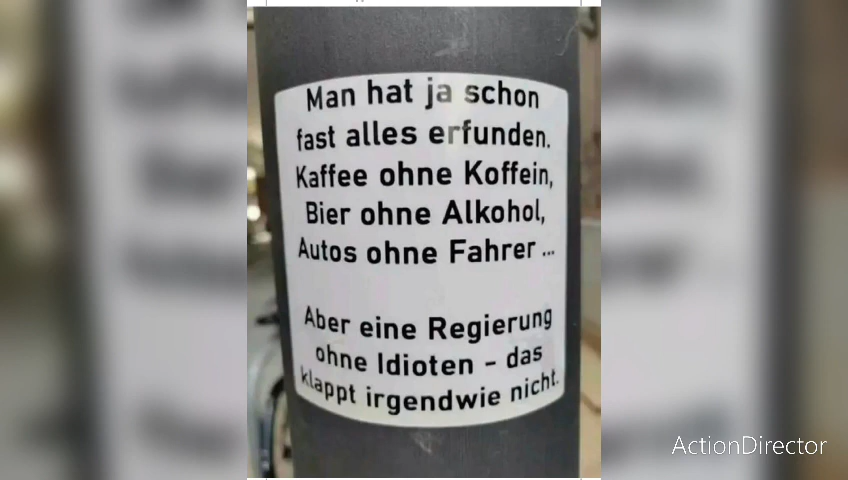 Man hat ja schon
fast alles erfunden.
Kaffee ohne Koffein,
Bier ohne Alkohol,
Autos ohne Fahrer ...
Aber eine Regierung
ohne Idioten - das
klappt irgendwie nicht.
ActionDirector